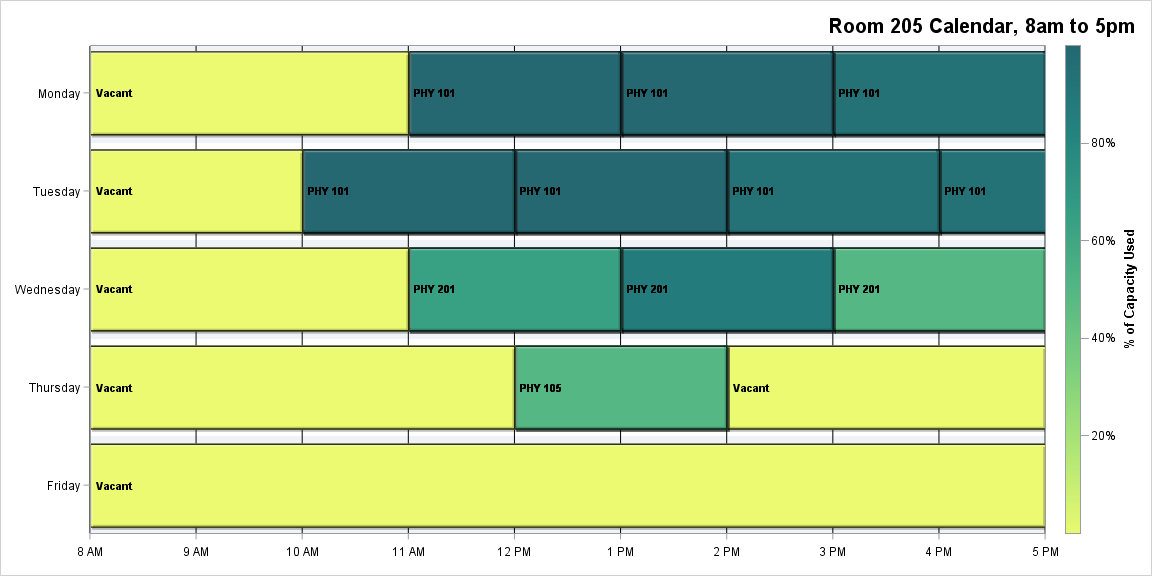 Room 205 Calendar, 8am to 5pm
Monday
Vacant
PHY 101
PHY 101
PHY 101
Tuesday
Vacant
PHY 101
PHY 101
PHY 101
PHY 101
Wednesday
Vacant
PHY 201
PHY 201
PHY 201
Thursday
Vacant
PHY 105
Vacant
Friday
Vacant
8 AM
9 AM
10 AM
11 AM
12 PM
1 PM
2 PM
3 PM
4 PM
5 PM
80%
60%
40%
20%
% of Capacity Used